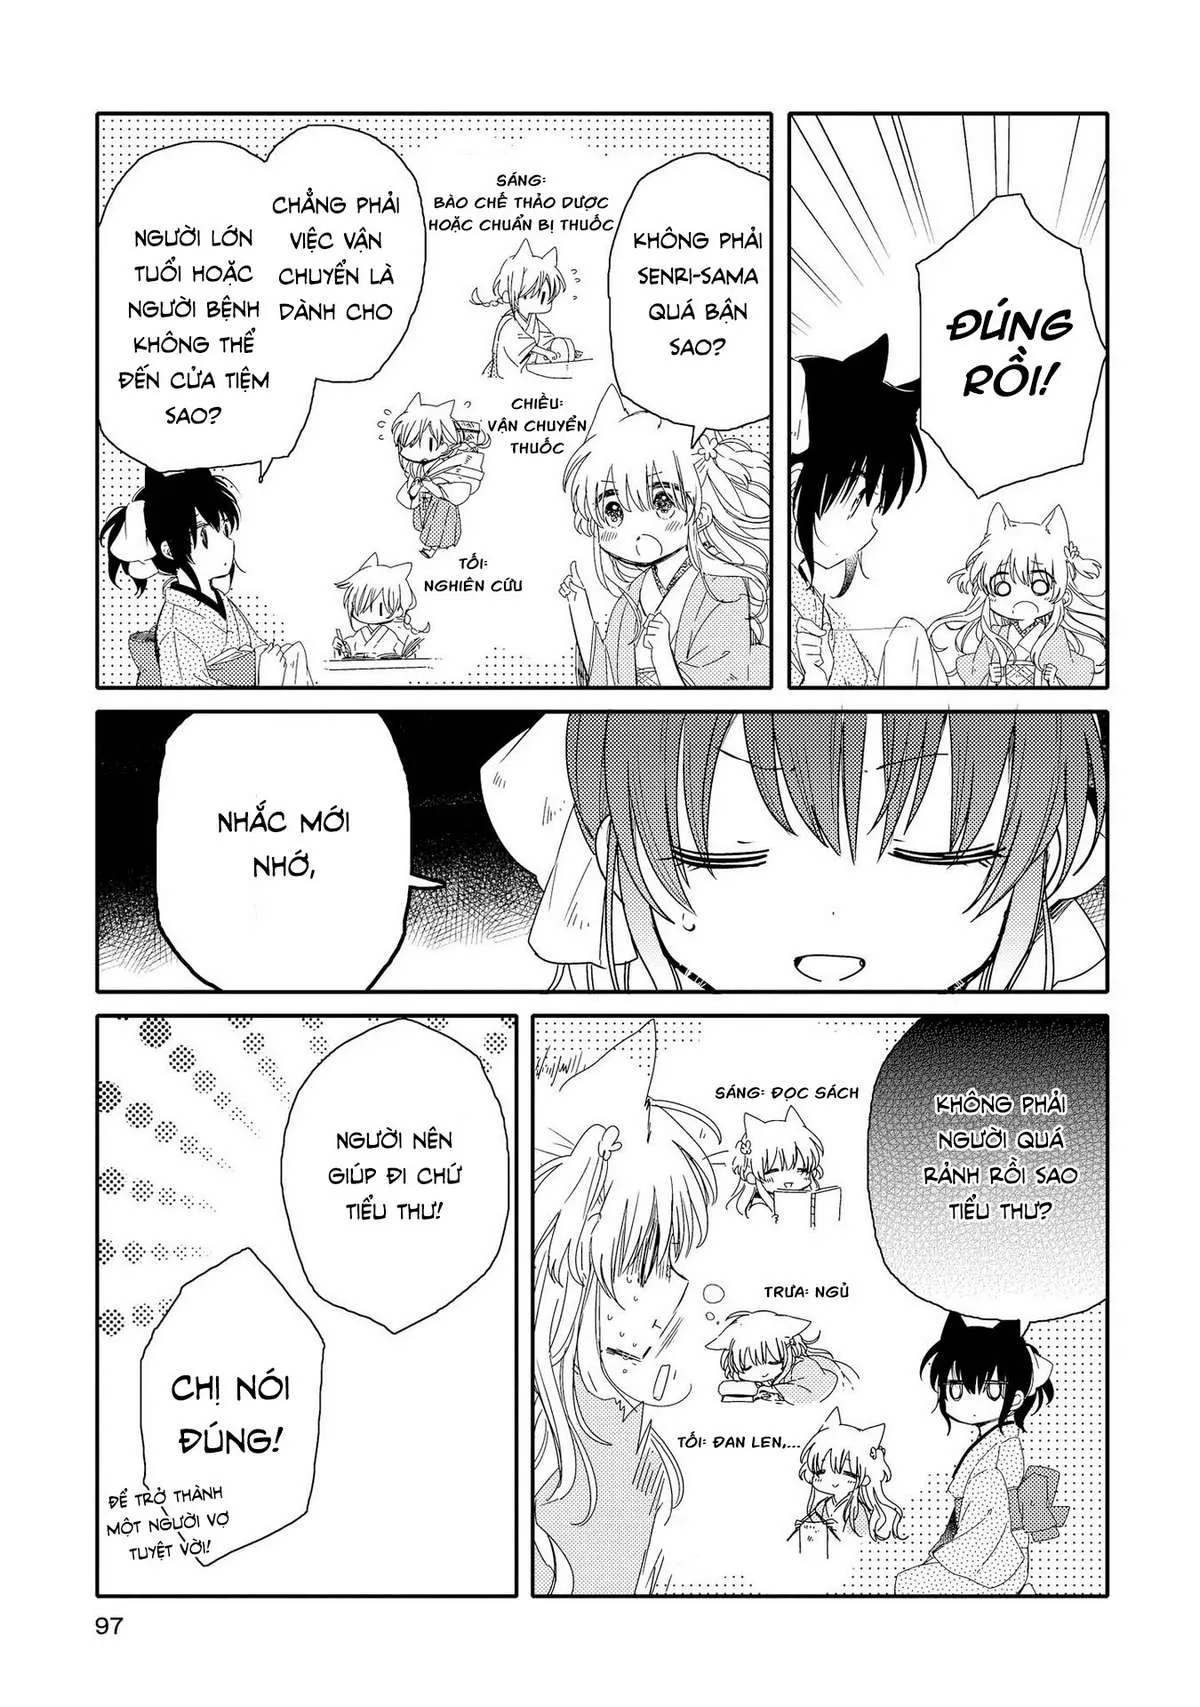 ĐÚNG
RỒI!
KHÔNG PHẢI
SENRI-SAMA
QUÁ BẬN
SAO?
SÁNG:
BÀO CHẾ THẢO DƯỢC
HOẶC CHUẨN BỊ THUỐC
CHIỀU:
VẬN CHUYỂN
THUỐC
TỐI:
NGHIÊN CỨU
CHẲNG PHẢI
VIỆC VẬN
CHUYỂN LÀ
DÀNH CHO
NGƯỜI LỚN
TUỔI HOẶC
NGƯỜI BỆNH
KHÔNG THỂ
ĐẾN CỬA TIỆM
SAO?
NHẮC MỚI
NHỚ,
KHÔNG PHẢI
NGƯỜI QUÁ
RẢNH RỒI SAO
TIỂU THƯ?
SÁNG: ĐỌC SÁCH
TRƯA: NGỦ
TỐI: ĐAN LEN,...
NGƯỜI NÊN
GIÚP ĐI CHỨ
TIỂU THƯ!
CHỊ NÓI
ĐÚNG!
ĐỂ TRỞ THÀNH
MỘT NGƯỜI VỢ
TUYỆT VỜI!
97